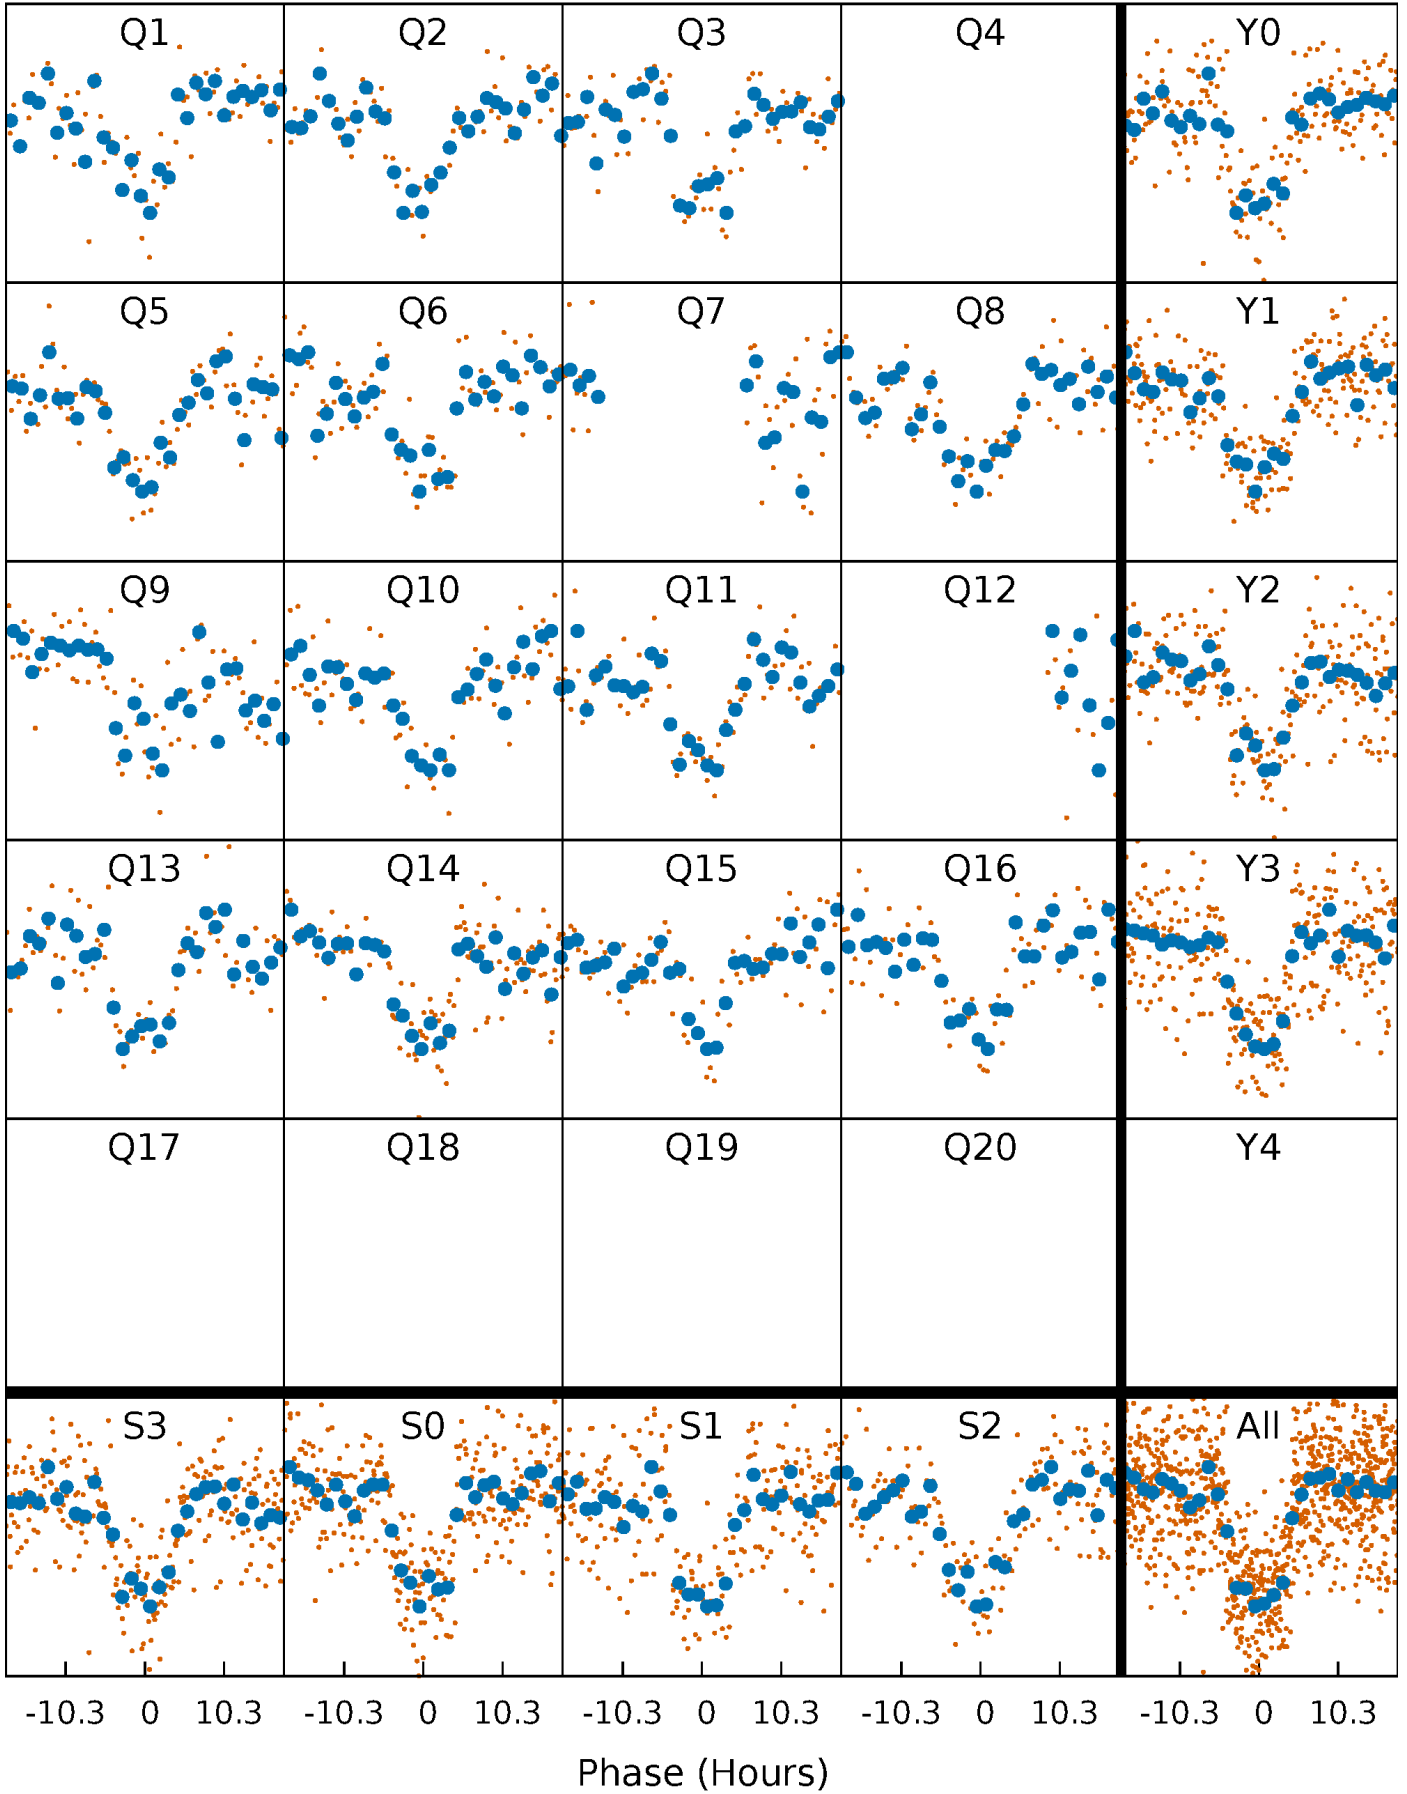 Q1 Q2 Q3 Q4 Y0
Q5 Q6 Q7 Q8 Y1
Q9 Q10 Q11 Q12 Y2
Q13 Q14 Q15 Q16 Y3
Q17 Q18 Q19 Q20 Y4
S3 S0 S1 S2 All
-10.3 0 10.3 -10.3 0 10.3 -10.3 0 10.3 -10.3 0 10.3 -10.3 0 10.3
Phase (Hours)